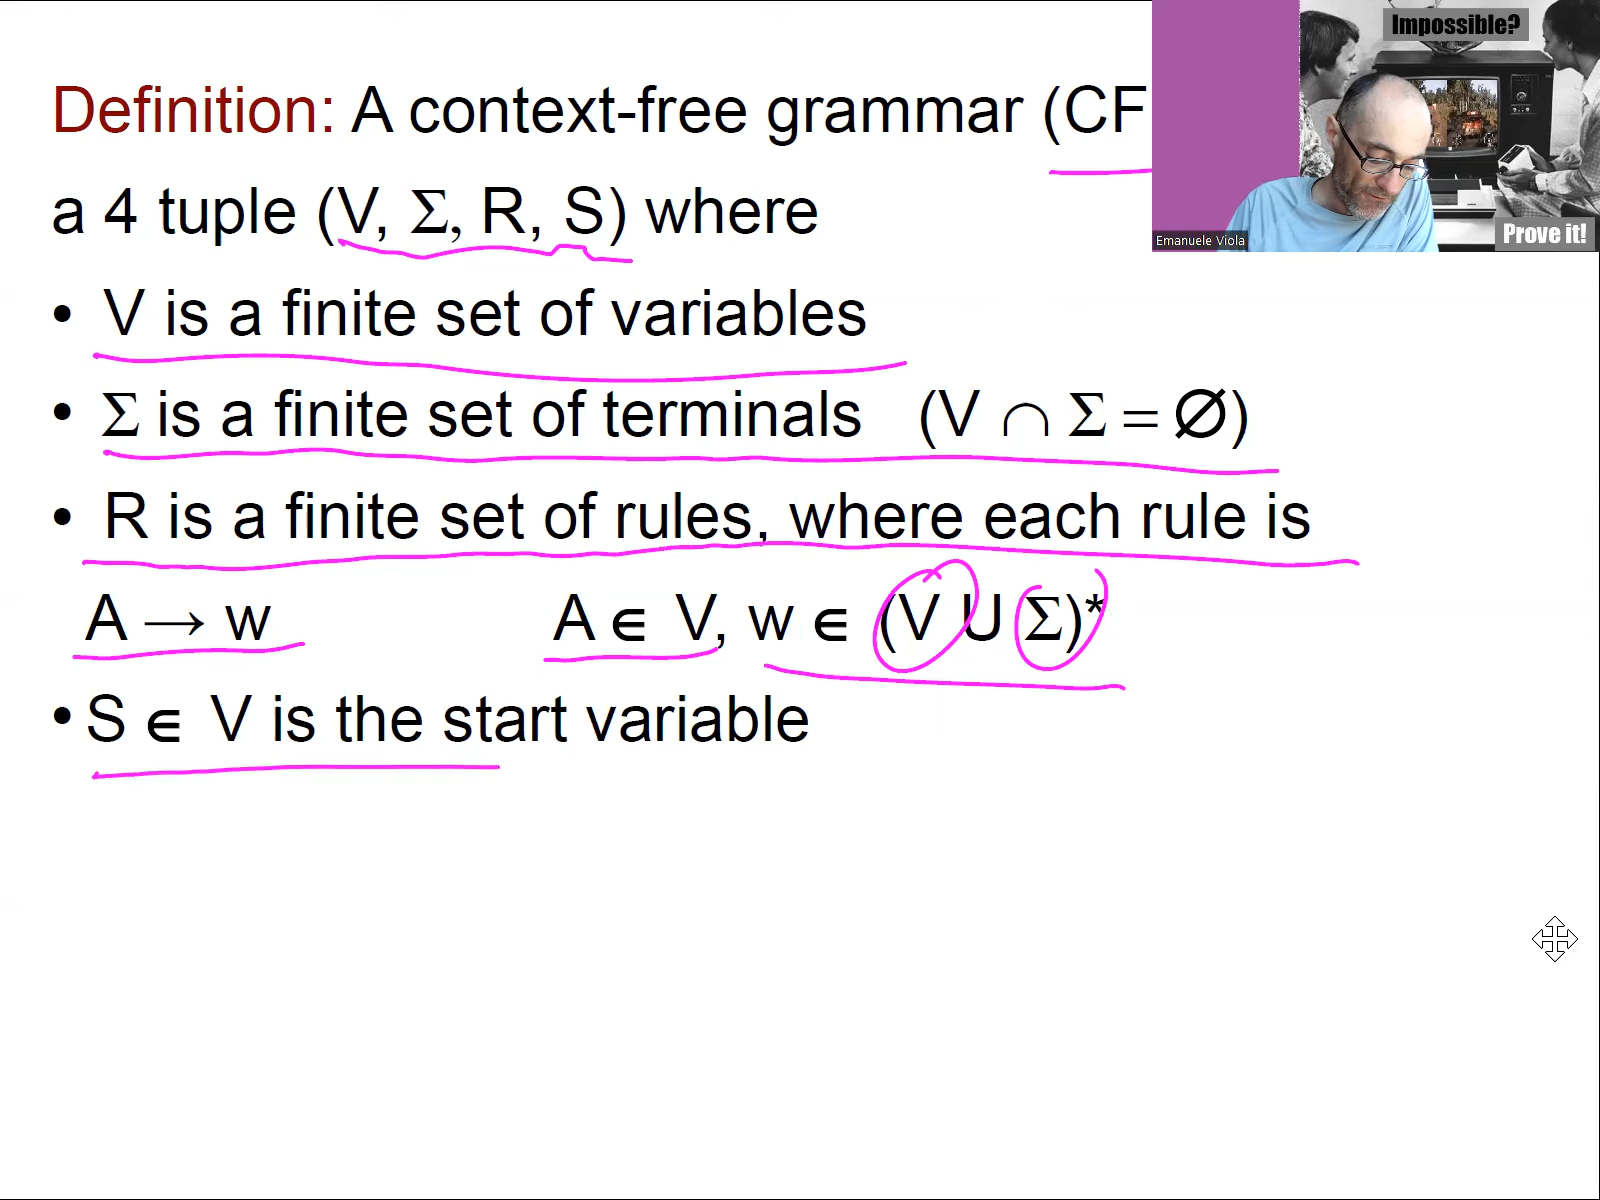 Definition: A context-free grammar (CF
a 4 tuple (V, Σ, R, S) where
• V is a finite set of variables
• Σ is a finite set of terminals (V ∩ Σ = ∅)
• R is a finite set of rules, where each rule is
A → w A ∈ V, w ∈ (V U Σ)*
• S ∈ V is the start variable
Impossible?
Emanuele Viola
Prove it!